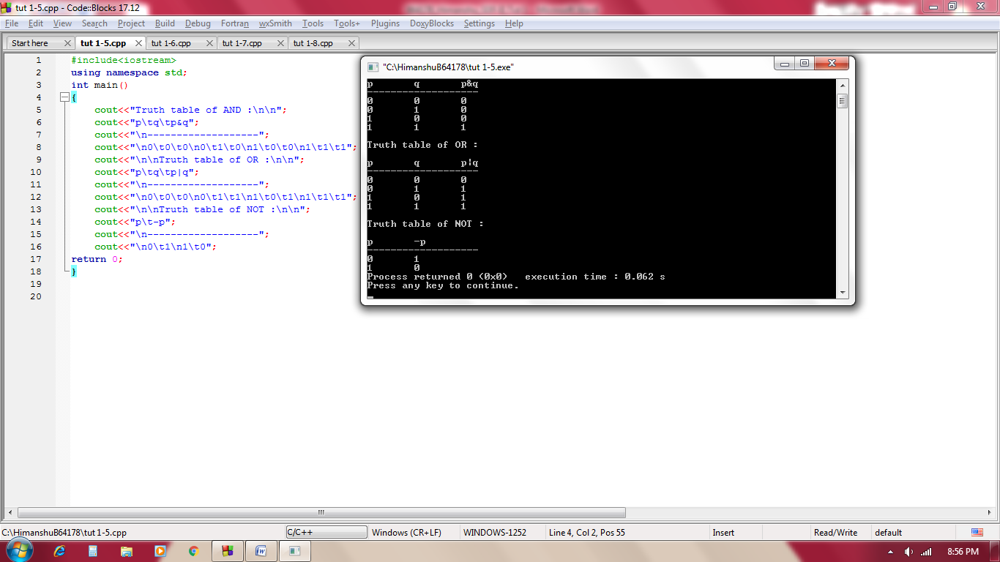 tut 1-5.cpp - Code::Blocks 17.12
File Edit View Search Project Build Debug Fortran wxSmith Tools Tools+ Plugins DoxyBlocks Settings Help
Start here tut 1-5.cpp tut 1-6.cpp tut 1-7.cpp tut 1-8.cpp
1 #include<iostream>
2 using namespace std;
3 int main()
4 {
5 cout<<"Truth table of AND :\n\n";
6 cout<<"p\tq\tp&q";
7 cout<<"\n-------------------";
8 cout<<"\n0\t0\t0\n0\t1\t0\n1\t0\t0\n1\t1\t1";
9 cout<<"\n\nTruth table of OR :\n\n";
10 cout<<"p\tq\tp|q";
11 cout<<"\n-------------------";
12 cout<<"\n0\t0\t0\n0\t1\t1\n1\t0\t1\n1\t1\t1";
13 cout<<"\n\nTruth table of NOT :\n\n";
14 cout<<"p\t-p";
15 cout<<"\n-------------------";
16 cout<<"\n0\t1\n1\t0";
17 return 0;
18 }
19
20
"C:\HimanshuB64178\tut 1-5.exe"
p q p&q
-------------------
0 0 0
0 1 0
1 0 0
1 1 1
Truth table of OR :
p q p|q
-------------------
0 0 0
0 1 1
1 0 1
1 1 1
Truth table of NOT :
p -p
-------------------
0 1
1 0
Process returned 0 (0x0) execution time : 0.062 s
Press any key to continue.
C:\HimanshuB64178\tut 1-5.cpp C/C++ Windows (CR+LF) WINDOWS-1252 Line 4, Col 2, Pos 55 Insert Read/Write default
8:56 PM